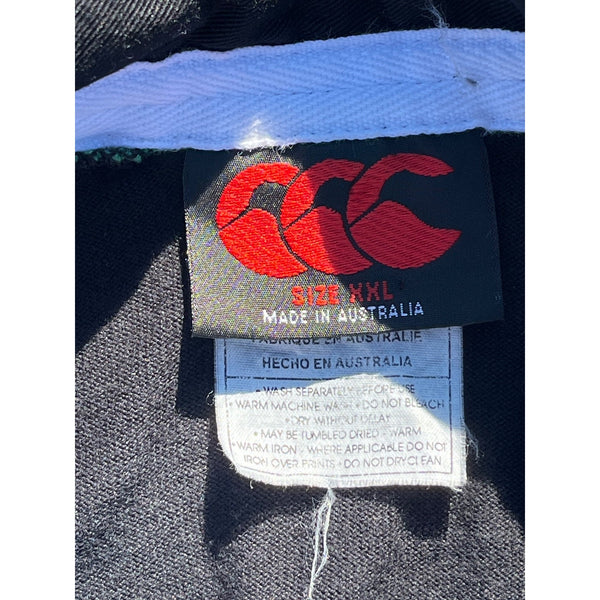 SIZE XXL
MADE IN AUSTRALIA
FABRIQUE EN AUSTRALIE
HECHO EN AUSTRALIA
• WASH SEPARATELY BEFORE USE
• WARM MACHINE WASH • DO NOT BLEACH
• DRY WITHOUT DELAY
• MAY BE TUMBLED DRIED - WARM
• WARM IRON • WHERE APPLICABLE DO NOT
IRON OVER PRINTS • DO NOT DRYCLEAN